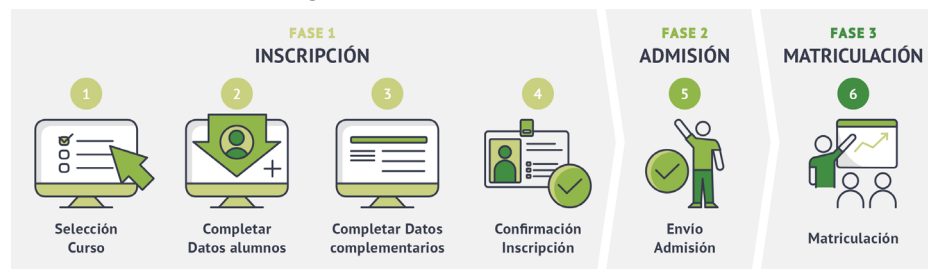 FASE 1
INSCRIPCIÓN
1
2
3
4
Selección
Curso
Completar
Datos alumnos
Completar Datos
complementarios
Confirmación
Inscripción
FASE 2
ADMISIÓN
5
Envío
Admisión
FASE 3
MATRICULACIÓN
6
Matriculación